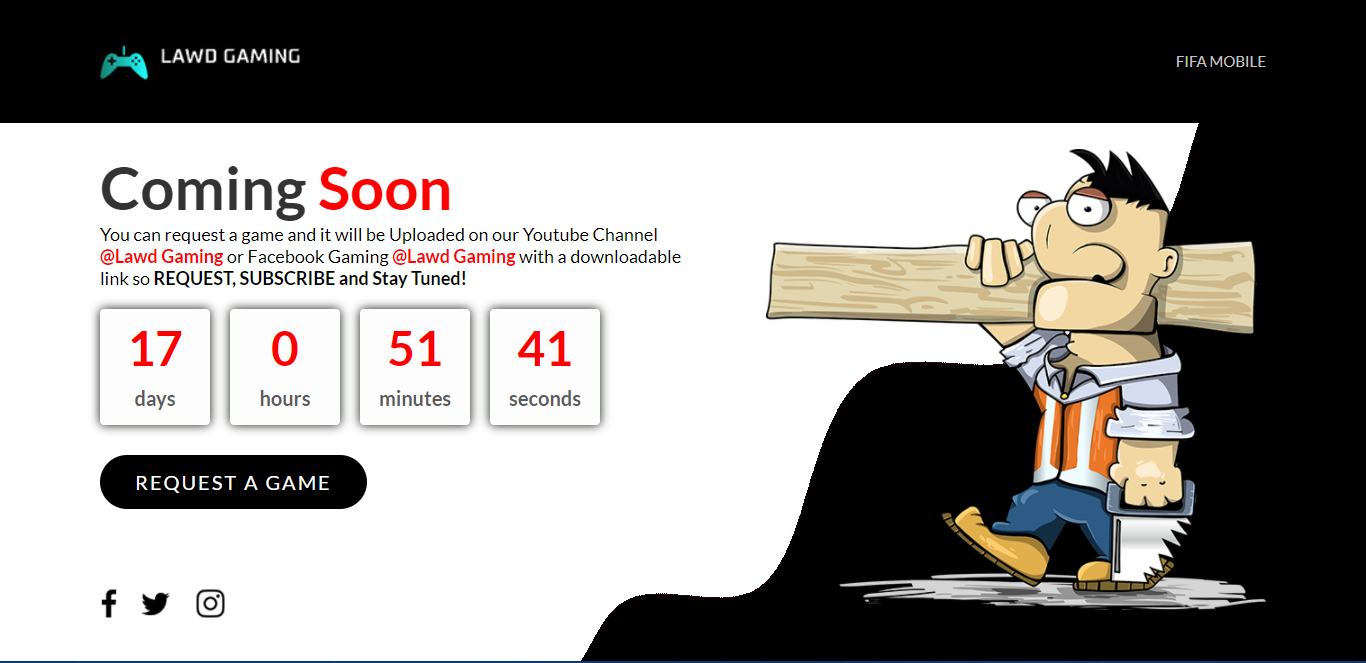 LAWD GAMING
FIFA MOBILE
Coming Soon
You can request a game and it will be Uploaded on our Youtube Channel
@Lawd Gaming or Facebook Gaming @Lawd Gaming with a downloadable
link so REQUEST, SUBSCRIBE and Stay Tuned!
17 0 51 41
days hours minutes seconds
REQUEST A GAME